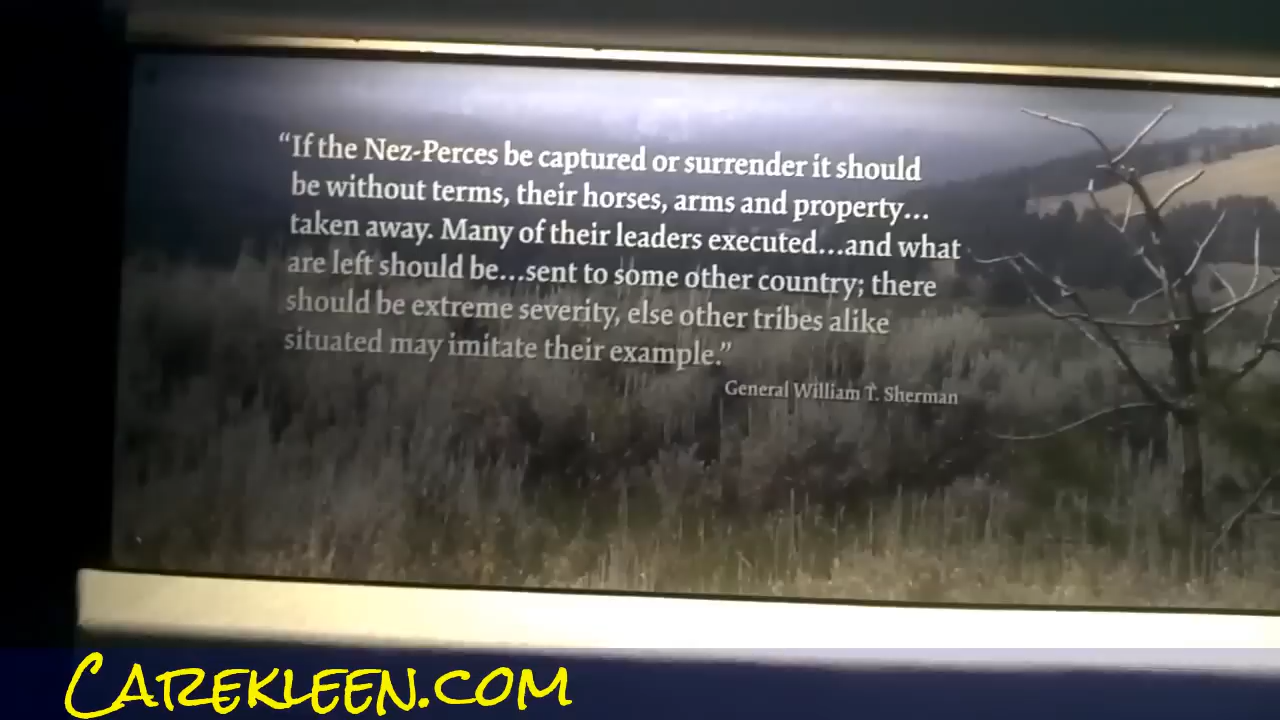 “If the Nez-Perces be captured or surrender it should
be without terms, their horses, arms and property...
taken away. Many of their leaders executed...and what
are left should be...sent to some other country; there
should be extreme severity, else other tribes alike
situated may imitate their example.”
General William T. Sherman
Carekleen.com